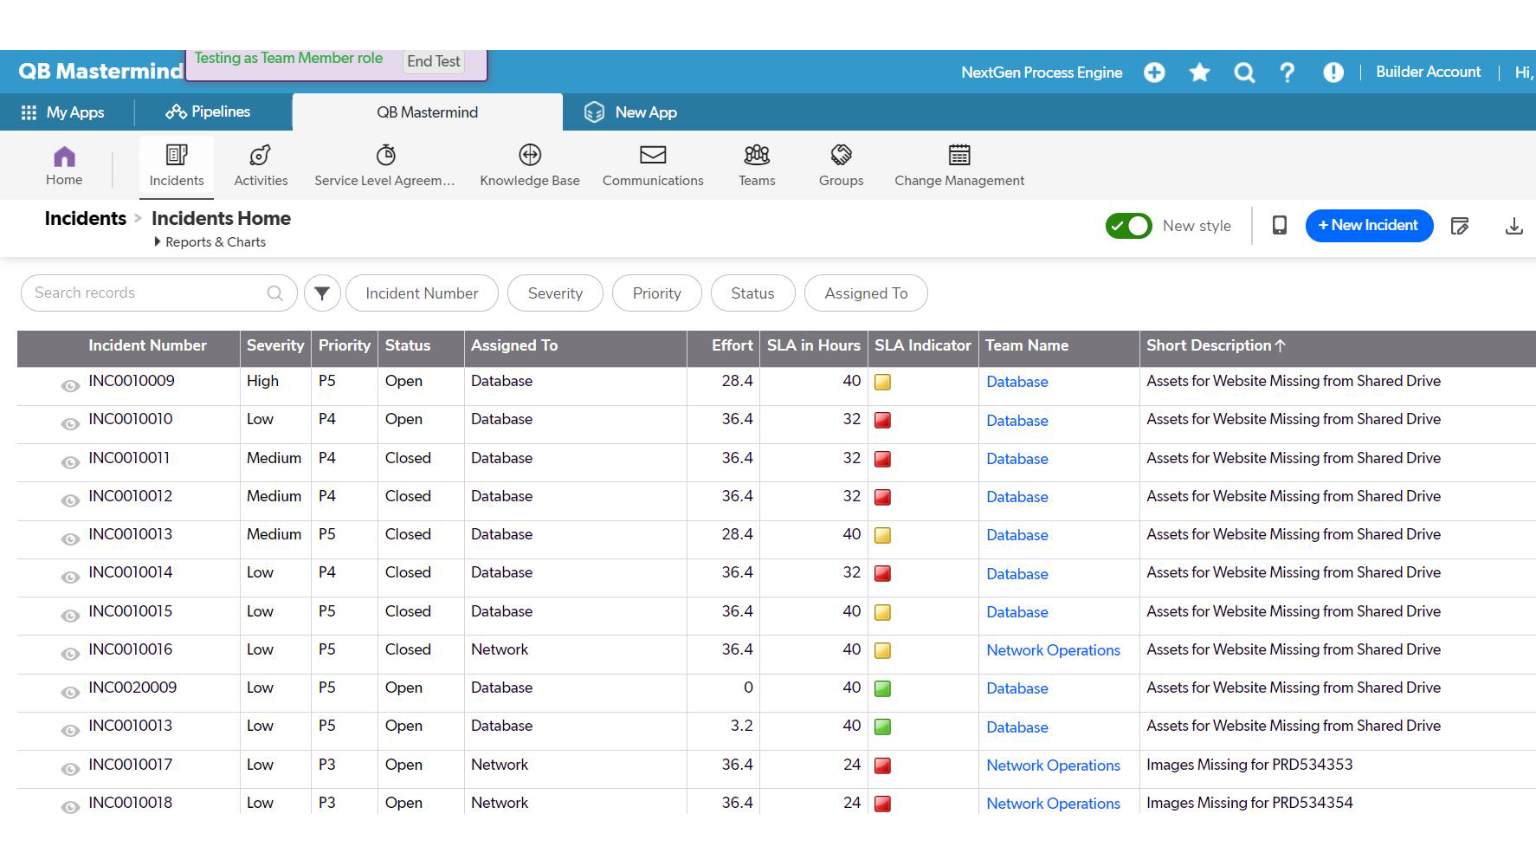 Testing as Team Member role End Test
QB Mastermind NextGen Process Engine Builder Account | Hi,
My Apps Pipelines QB Mastermind New App
Home Incidents Activities Service Level Agreem... Knowledge Base Communications Teams Groups Change Management
Incidents > Incidents Home New style + New Incident
Reports & Charts
Search records Incident Number Severity Priority Status Assigned To
Incident Number Severity Priority Status Assigned To Effort SLA in Hours SLA Indicator Team Name Short Description↑
INC0010009 High P5 Open Database 28.4 40 Database Assets for Website Missing from Shared Drive
INC0010010 Low P4 Open Database 36.4 32 Database Assets for Website Missing from Shared Drive
INC0010011 Medium P4 Closed Database 36.4 32 Database Assets for Website Missing from Shared Drive
INC0010012 Medium P4 Closed Database 36.4 32 Database Assets for Website Missing from Shared Drive
INC0010013 Medium P5 Closed Database 28.4 40 Database Assets for Website Missing from Shared Drive
INC0010014 Low P4 Closed Database 36.4 32 Database Assets for Website Missing from Shared Drive
INC0010015 Low P5 Closed Database 36.4 40 Database Assets for Website Missing from Shared Drive
INC0010016 Low P5 Closed Network 36.4 40 Network Operations Assets for Website Missing from Shared Drive
INC0020009 Low P5 Open Database 0 40 Database Assets for Website Missing from Shared Drive
INC0010013 Low P5 Open Database 3.2 40 Database Assets for Website Missing from Shared Drive
INC0010017 Low P3 Open Network 36.4 24 Network Operations Images Missing for PRD534353
INC0010018 Low P3 Open Network 36.4 24 Network Operations Images Missing for PRD534354